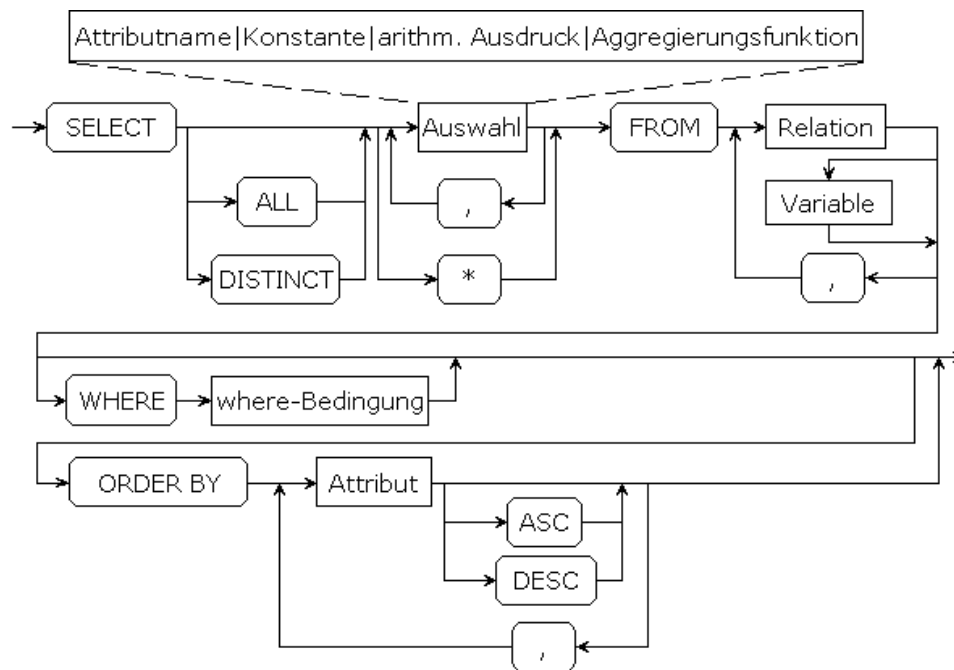 Attributname|Konstante|arithm. Ausdruck|Aggregierungsfunktion
SELECT Auswahl FROM Relation
ALL , Variable
DISTINCT * ,
WHERE where-Bedingung
ORDER BY Attribut
ASC
DESC
,